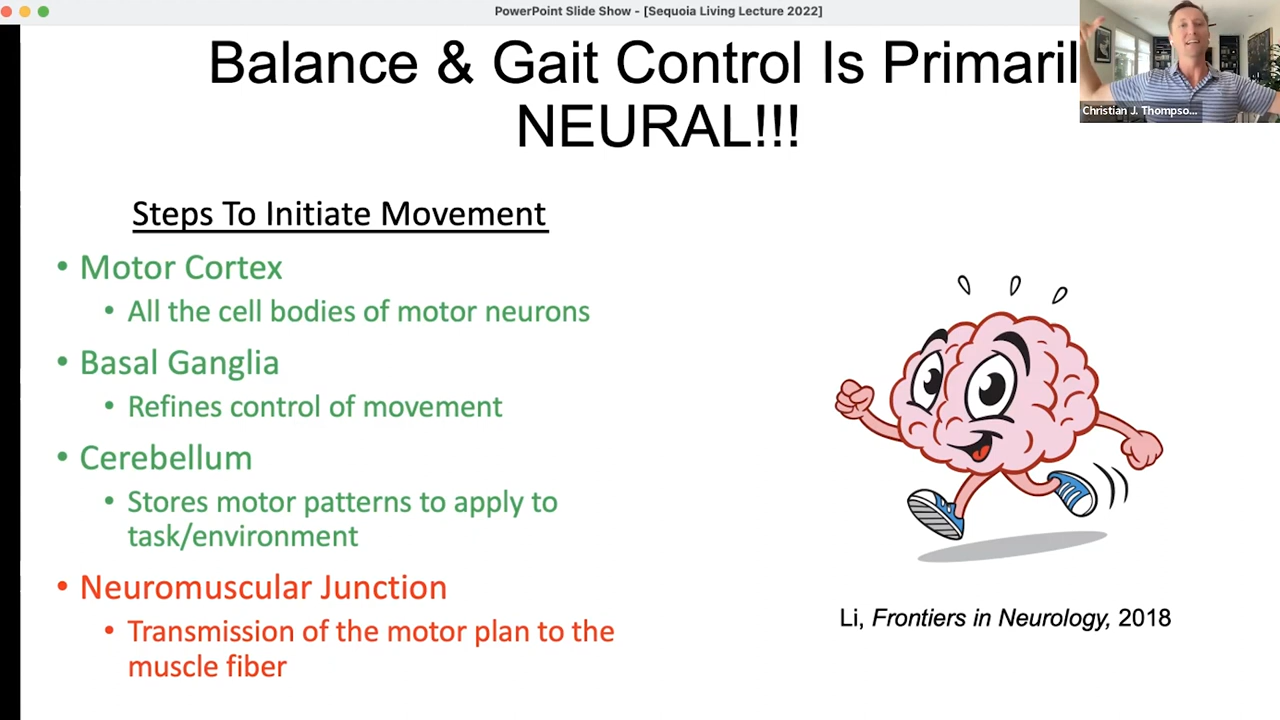 PowerPoint Slide Show - [Sequoia Living Lecture 2022]
Balance & Gait Control Is Primaril
NEURAL!!!
Christian J. Thompso...
Steps To Initiate Movement
• Motor Cortex
• All the cell bodies of motor neurons
• Basal Ganglia
• Refines control of movement
• Cerebellum
• Stores motor patterns to apply to
task/environment
• Neuromuscular Junction
• Transmission of the motor plan to the
muscle fiber
Li, Frontiers in Neurology, 2018